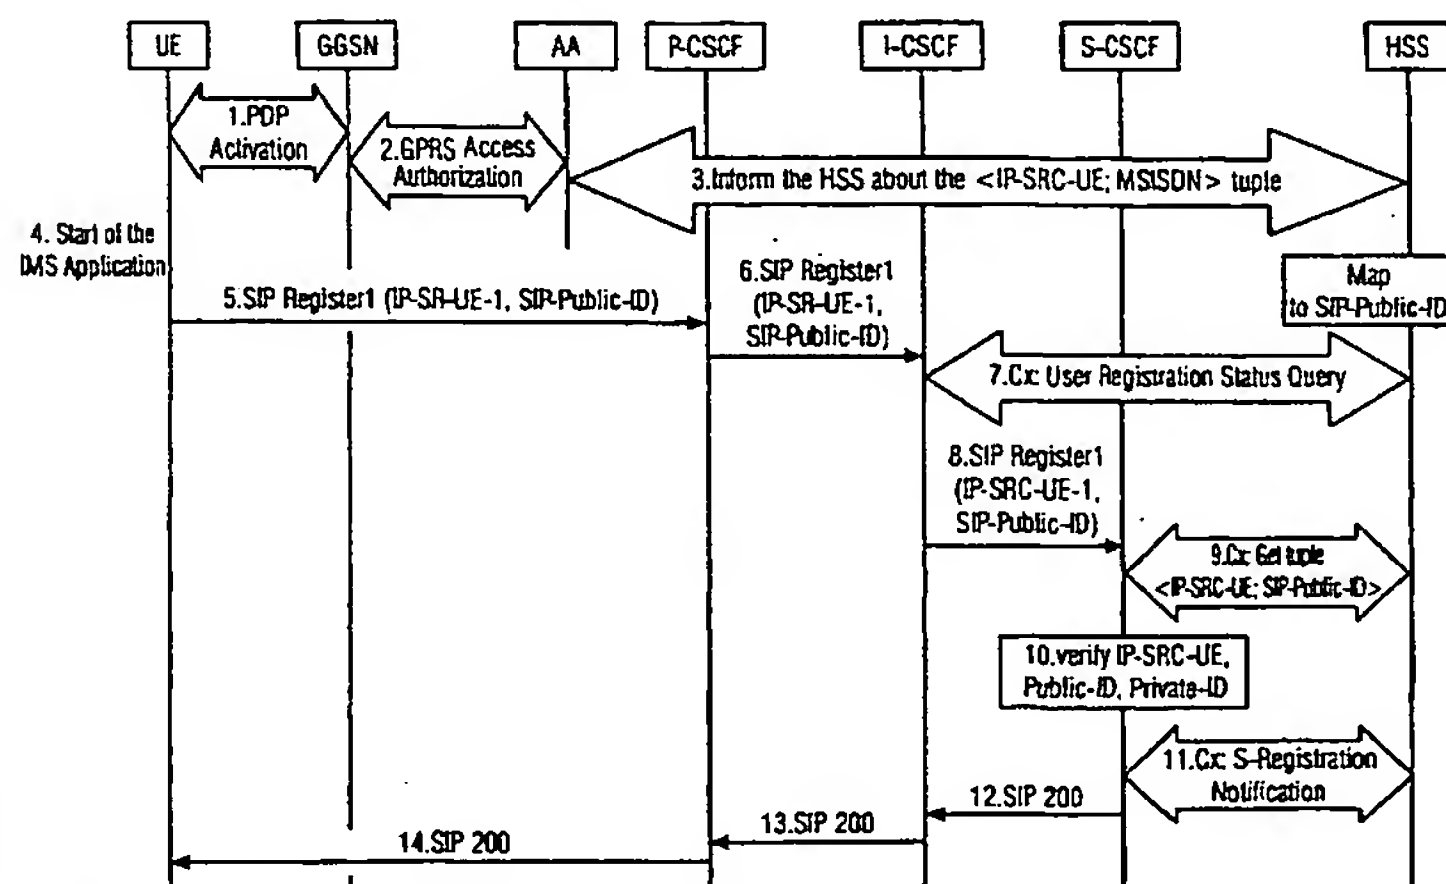 UE
GGSN
AA
P-CSCF
I-CSCF
S-CSCF
HSS
1.PDP
Activation
2.GPRS Access
Authorization
3.Inform the HSS about the <IP-SRC-UE; MSISDN> tuple
4. Start of the
IMS Application
Map
to SIP-Public-ID
5.SIP Register1 (IP-SR-UE-1, SIP-Public-ID)
6.SIP Register1
(IP-SR-UE-1,
SIP-Public-ID)
7.Cx: User Registration Status Query
8.SIP Register1
(IP-SRC-UE-1,
SIP-Public-ID)
9.Cx: Get tuple
<IP-SRC-UE; SIP-Public-ID>
10.verify IP-SRC-UE,
Public-ID, Private-ID
11.Cx: S-Registration
Notification
12.SIP 200
13.SIP 200
14.SIP 200